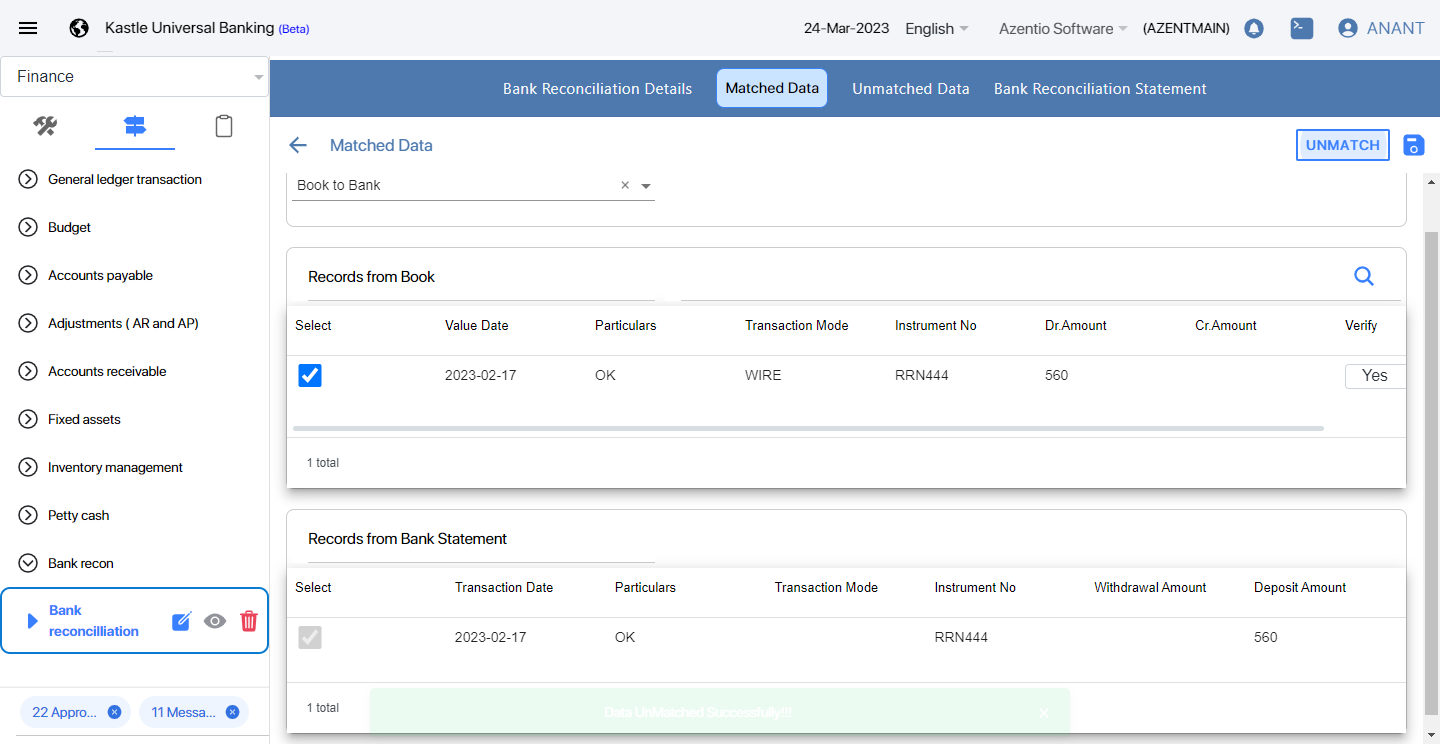 Kastle Universal Banking (Beta)
24-Mar-2023 English Azentio Software (AZENTMAIN) ANANT
Finance
Bank Reconciliation Details Matched Data Unmatched Data Bank Reconciliation Statement
Matched Data UNMATCH
General ledger transaction
Budget
Accounts payable
Adjustments ( AR and AP)
Accounts receivable
Fixed assets
Inventory management
Petty cash
Bank recon
Bank
reconcilliation
22 Appro... 11 Messa...
Book to Bank
Records from Book
Select Value Date Particulars Transaction Mode Instrument No Dr.Amount Cr.Amount Verify
2023-02-17 OK WIRE RRN444 560 Yes
1 total
Records from Bank Statement
Select Transaction Date Particulars Transaction Mode Instrument No Withdrawal Amount Deposit Amount
2023-02-17 OK RRN444 560
1 total
Data UnMatched Successfully!!!